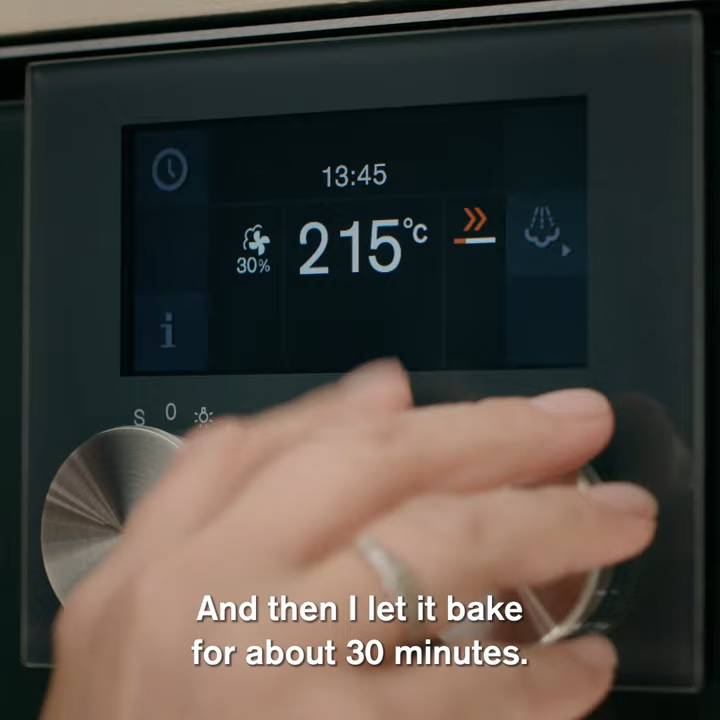 13:45
30%
215°C
i
S 0
And then I let it bake
for about 30 minutes.